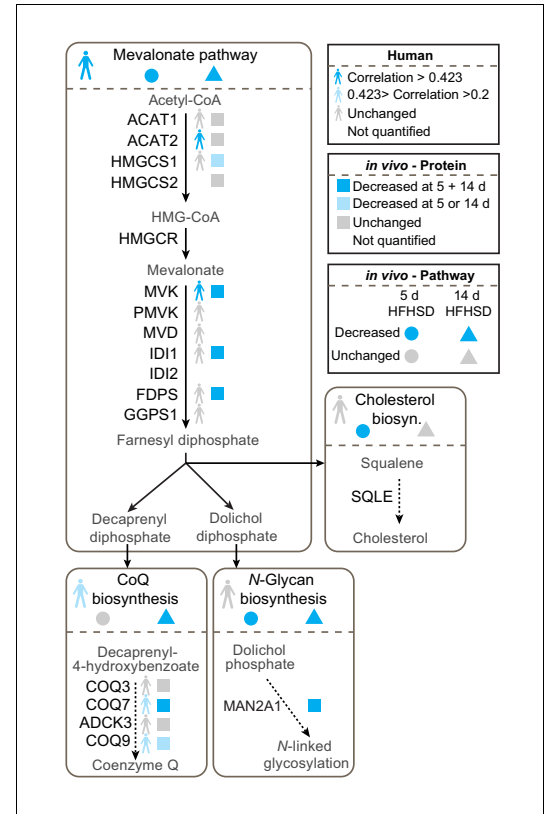 Mevalonate pathway
Acetyl-CoA
ACAT1
ACAT2
HMGCS1
HMGCS2
HMG-CoA
HMGCR
Mevalonate
MVK
PMVK
MVD
IDI1
IDI2
FDPS
GGPS1
Farnesyl diphosphate
Decaprenyl
diphosphate
Dolichol
diphosphate
Human
Correlation > 0.423
0.423> Correlation >0.2
Unchanged
Not quantified
in vivo - Protein
Decreased at 5 + 14 d
Decreased at 5 or 14 d
Unchanged
Not quantified
in vivo - Pathway
5 d
HFHSD
14 d
HFHSD
Decreased
Unchanged
Cholesterol
biosyn.
Squalene
SQLE
Cholesterol
CoQ
biosynthesis
Decaprenyl-
4-hydroxybenzoate
COQ3
COQ7
ADCK3
COQ9
Coenzyme Q
N-Glycan
biosynthesis
Dolichol
phosphate
MAN2A1
N-linked
glycosylation